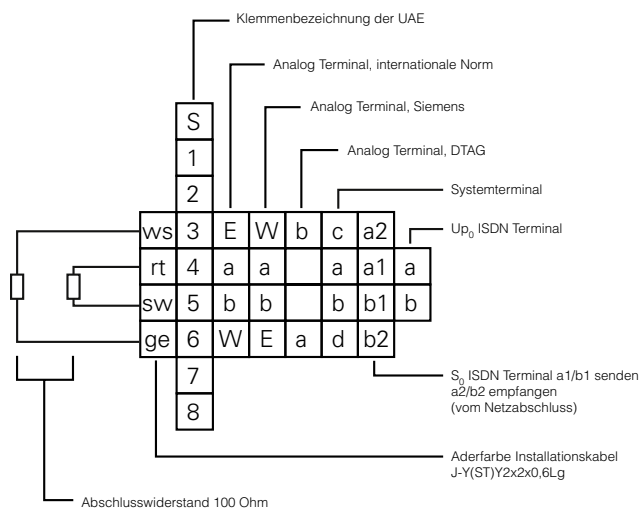 Klemmenbezeichnung der UAE
Analog Terminal, internationale Norm
Analog Terminal, Siemens
Analog Terminal, DTAG
Systemterminal
Up0 ISDN Terminal
S
1
2
ws 3 E W b c a2
rt 4 a a a a1 a
sw 5 b b b b1 b
ge 6 W E a d b2
7
8
S0 ISDN Terminal a1/b1 senden
a2/b2 empfangen
(vom Netzabschluss)
Aderfarbe Installationskabel
J-Y(ST)Y2x2x0,6Lg
Abschlusswiderstand 100 Ohm